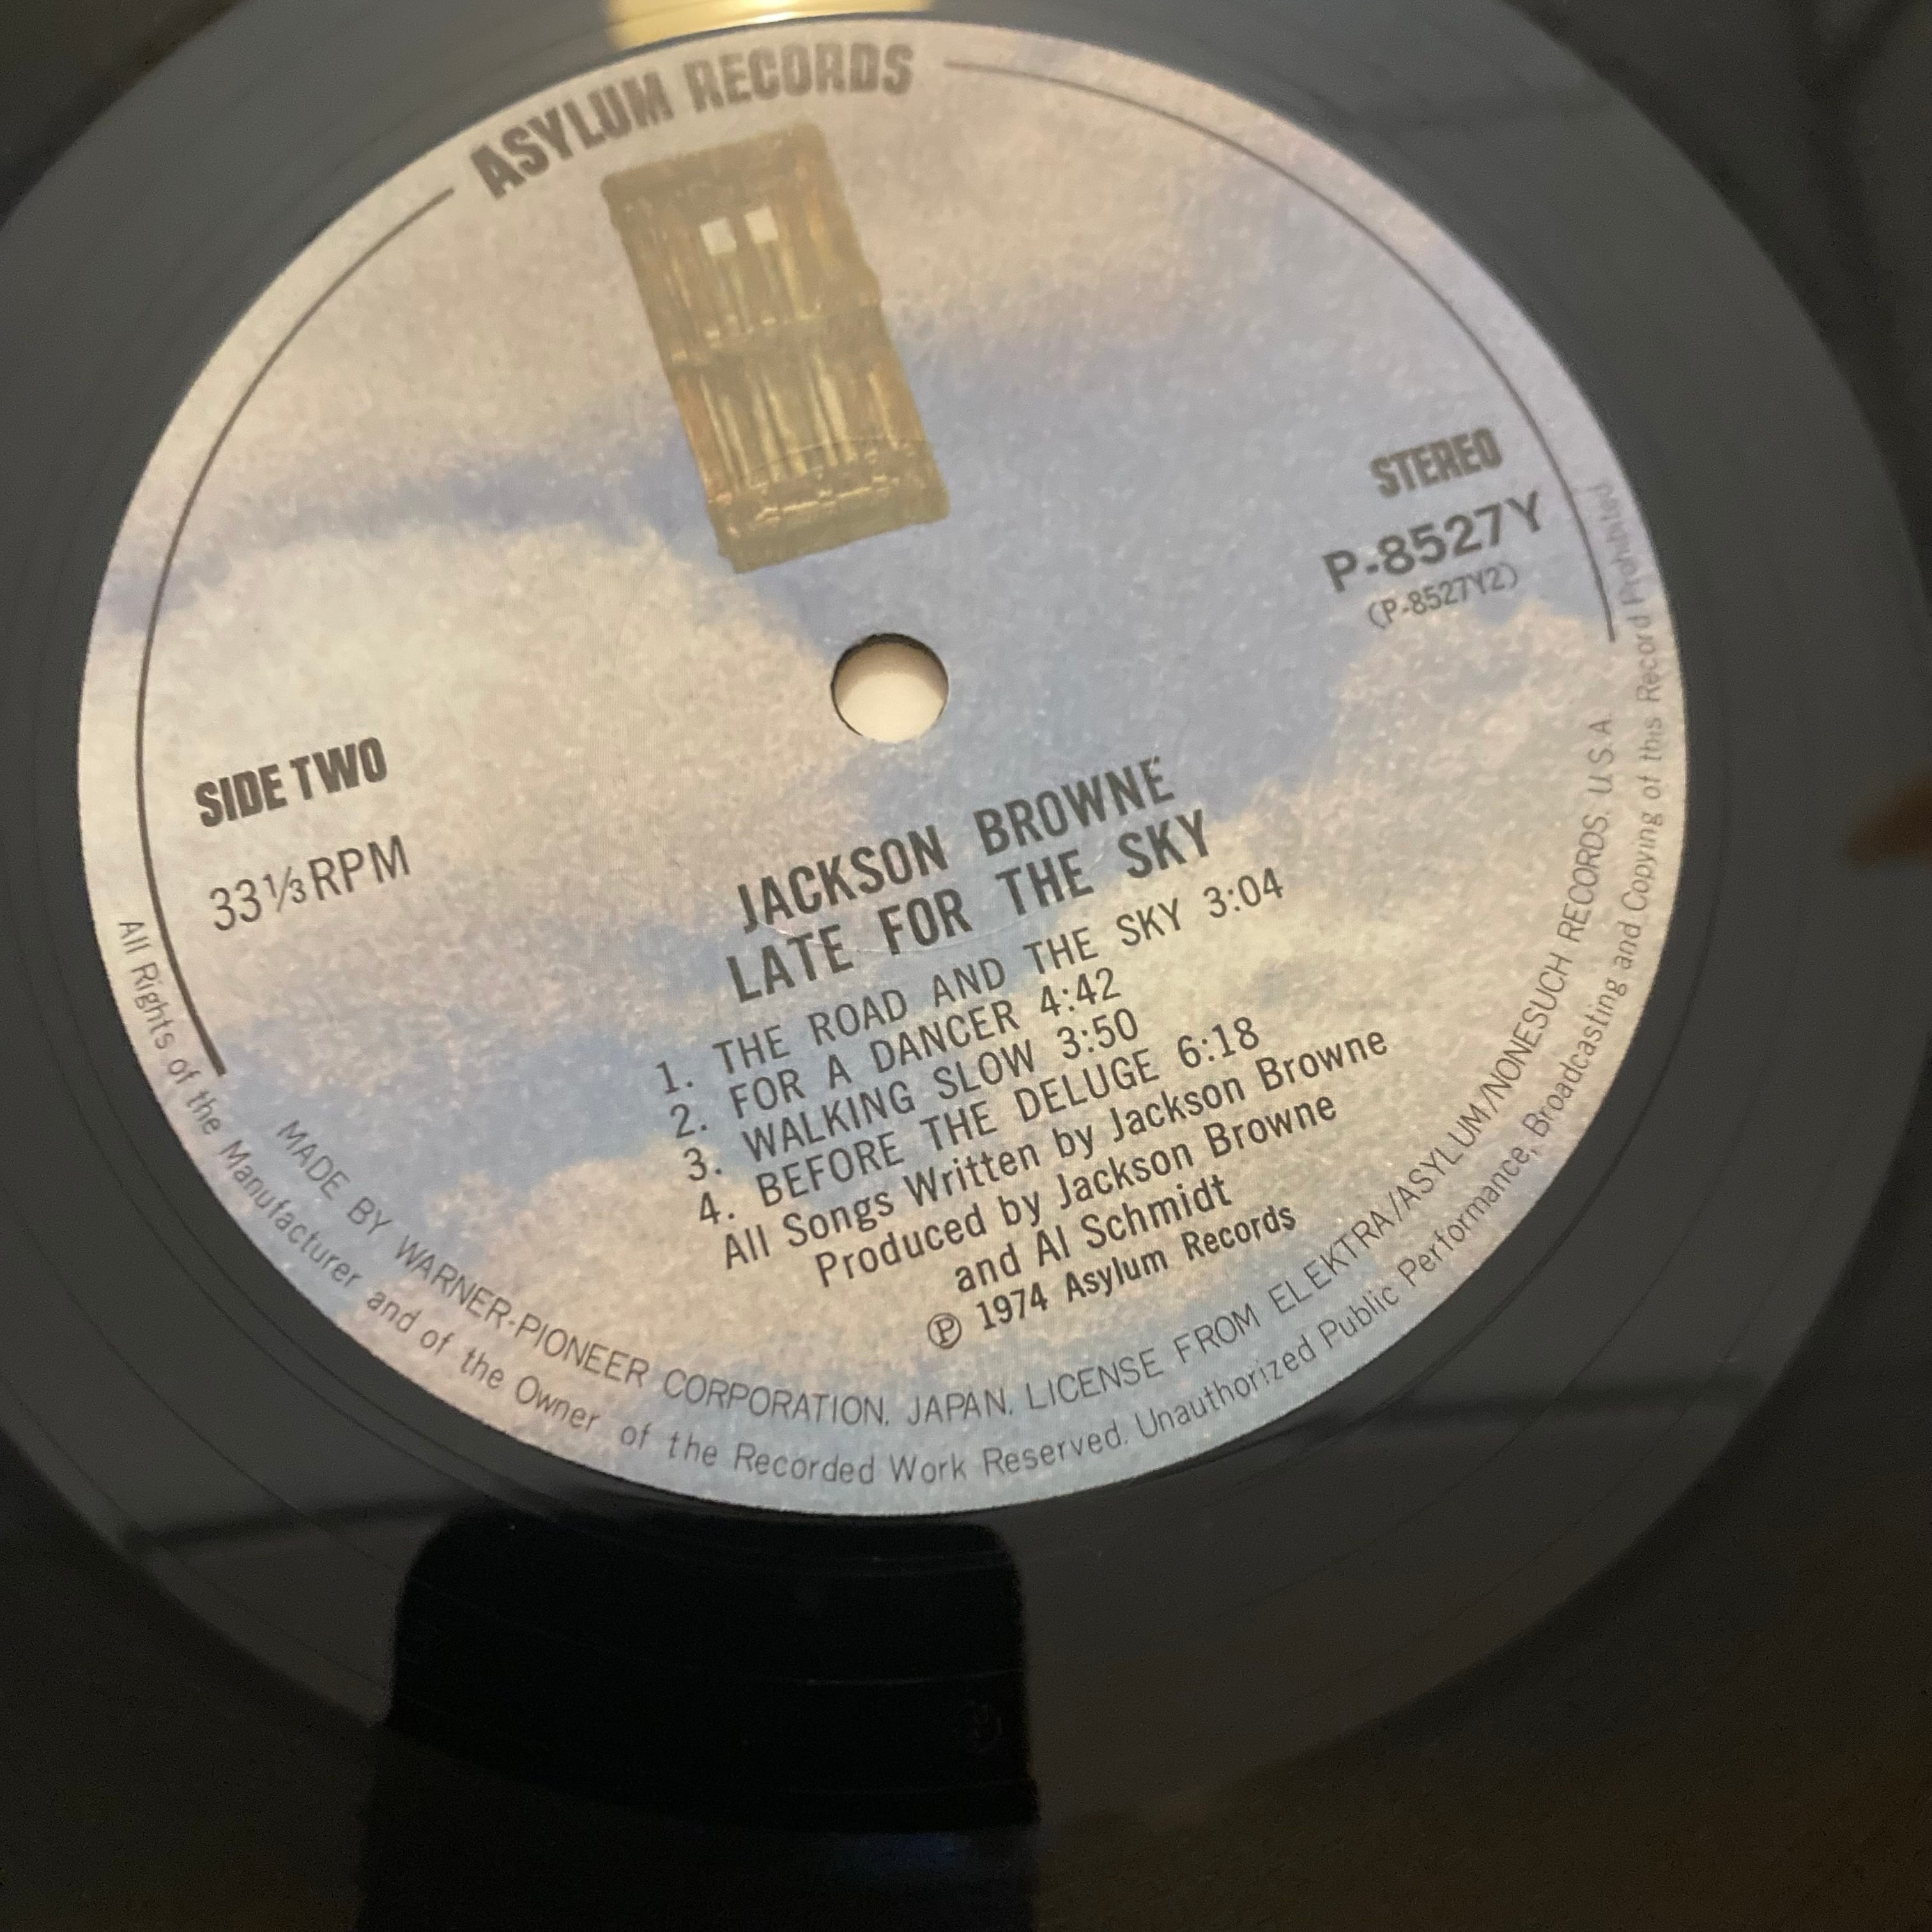 ASYLUM RECORDS
STEREO
P-8527Y
(P-8527Y2)
SIDE TWO
33⅓RPM
JACKSON BROWNE
LATE FOR THE SKY
1. THE ROAD AND THE SKY 3:04
2. FOR A DANCER 4:42
3. WALKING SLOW 3:50
4. BEFORE THE DELUGE 6:18
All Songs Written by Jackson Browne
Produced by Jackson Browne
and Al Schmidt
℗ 1974 Asylum Records
MADE BY WARNER-PIONEER CORPORATION. JAPAN. LICENSE FROM ELEKTRA/ASYLUM/NONESUCH RECORDS. U.S.A.
All Rights of the Manufacturer and of the Owner of the Recorded Work Reserved. Unauthorized Public Performance, Broadcasting and Copying of this Record Prohibited